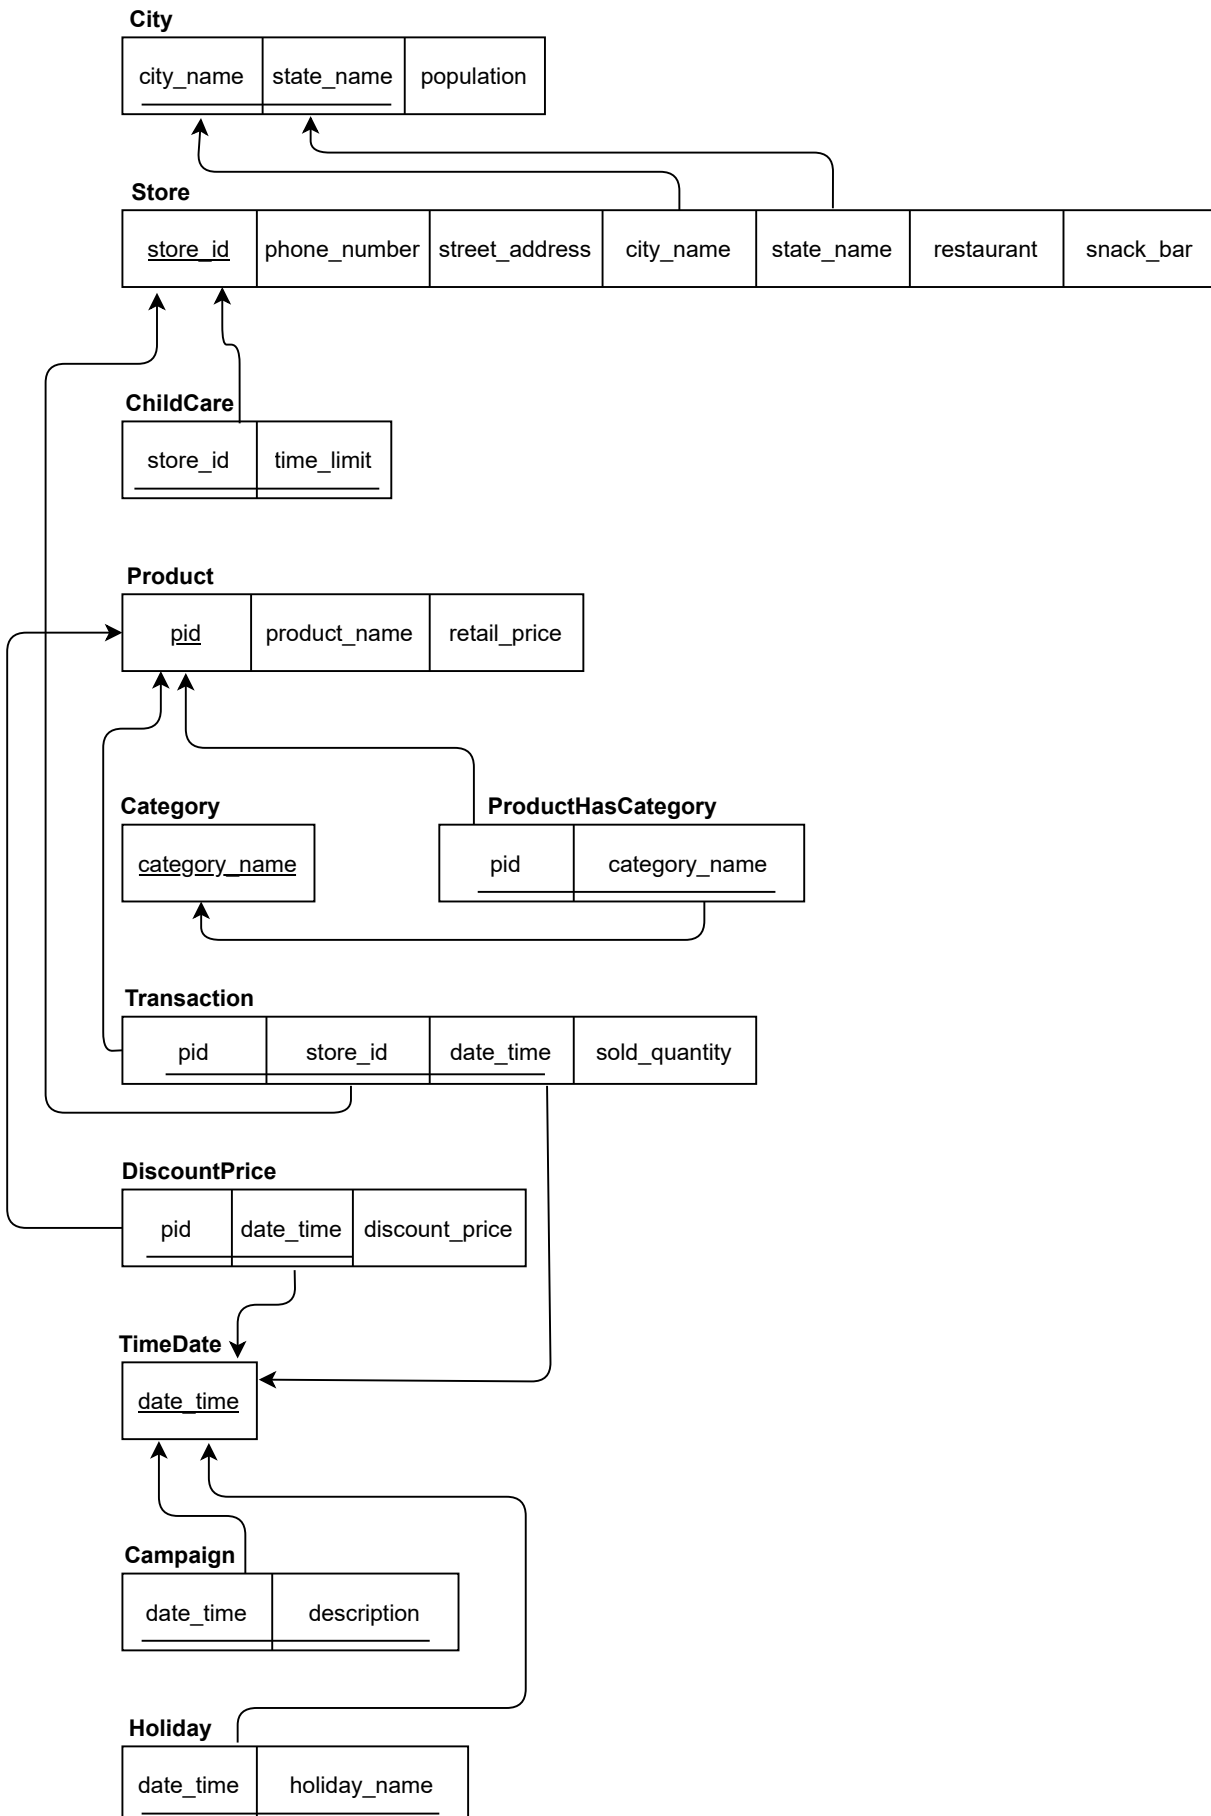 City
city_name state_name population
Store
store_id phone_number street_address city_name state_name restaurant snack_bar
ChildCare
store_id time_limit
Product
pid product_name retail_price
Category ProductHasCategory
category_name pid category_name
Transaction
pid store_id date_time sold_quantity
DiscountPrice
pid date_time discount_price
TimeDate
date_time
Campaign
date_time description
Holiday
date_time holiday_name